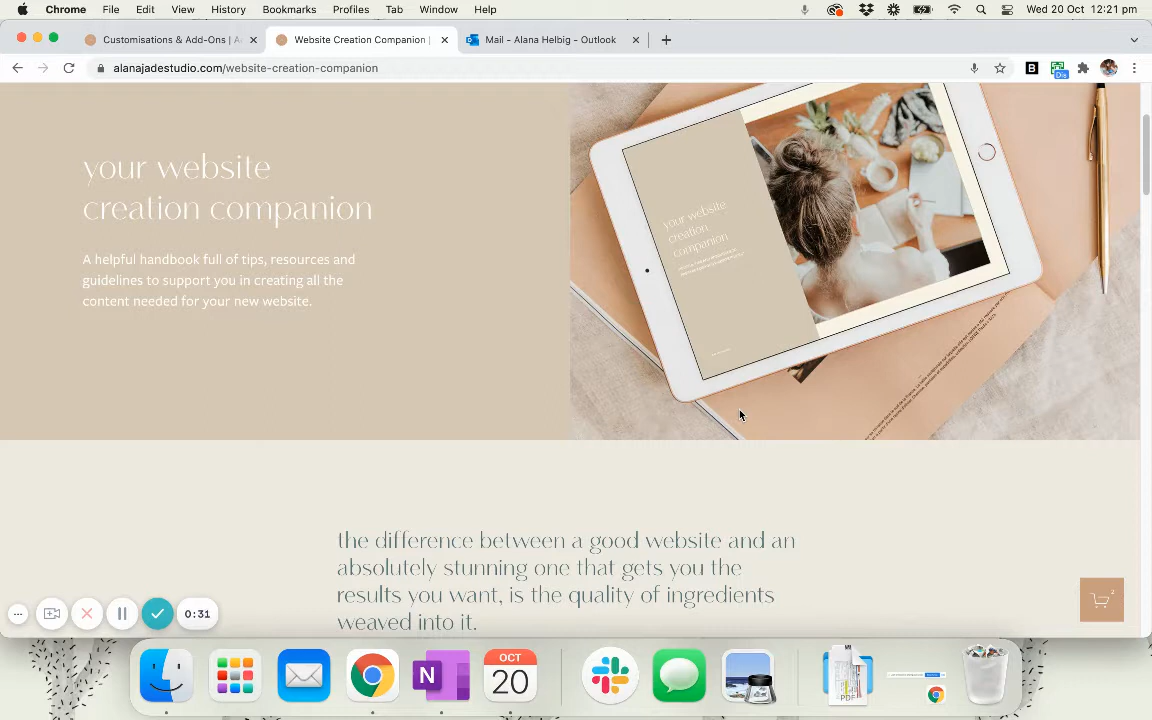 Chrome File Edit View History Bookmarks Profiles Tab Window Help Wed 20 Oct 12:21 pm
Customisations & Add-Ons | A Website Creation Companion | Mail - Alana Helbig - Outlook
alanajadestudio.com/website-creation-companion
Dis
your website
creation companion
A helpful handbook full of tips, resources and
guidelines to support you in creating all the
content needed for your new website.
your website
creation
companion
the difference between a good website and an
absolutely stunning one that gets you the
results you want, is the quality of ingredients
weaved into it.
2
0:31
OCT
20
N
PDF